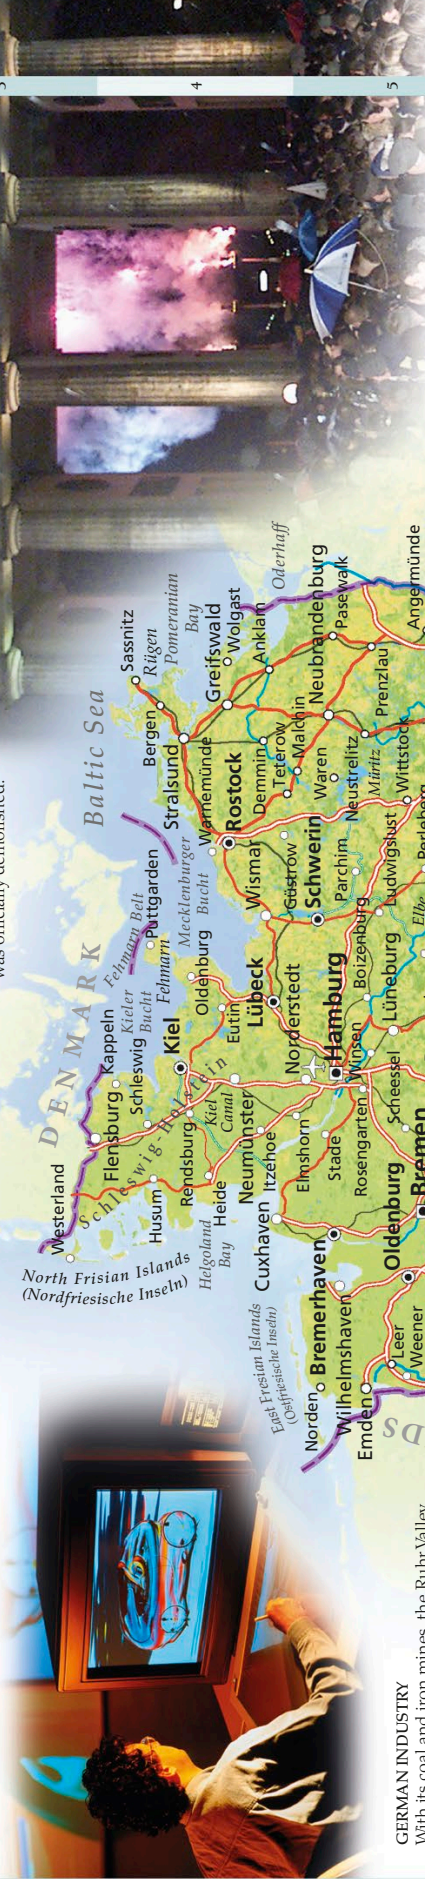 4
5
was officially demolished.
Baltic Sea
DENMARK
Sassnitz
Rügen
Pomeranian
Bay
Bergen
Greifswald
Wolgast
Oderhaff
Stralsund
Anklam
Neubrandenburg
Pasewalk
Angermünde
Warnemünde
Rostock
Demmin
Teterow
Malchin
Prenzlau
Waren
Neustrelitz
Müritz
Wittstock
Fehmarn Belt
Puttgarden
Fehmarn
Mecklenburger
Bucht
Wismar
Güstrow
Schwerin
Parchim
Ludwigslust
Perleberg
Kappeln
Kieler
Bucht
Oldenburg
Lübeck
Boizenburg
Elbe
Flensburg
Schleswig
Kiel
Eutin
Norderstedt
Hamburg
Winsen
Lüneburg
Westerland
Schleswig-Holstein
Rendsburg
Kiel
Canal
Neumünster
Itzehoe
Elmshorn
Stade
Rosengarten
Scheessel
Husum
Heide
North Frisian Islands
(Nordfriesische Inseln)
Helgoland
Bay
Cuxhaven
Bremen
East Fresian Islands
(Ostfriesische Inseln)
Bremerhaven
Oldenburg
Norden
Wilhelmshaven
Emden
Leer
Weener
DS
GERMAN INDUSTRY
With its coal and iron mines, the Ruhr Valley